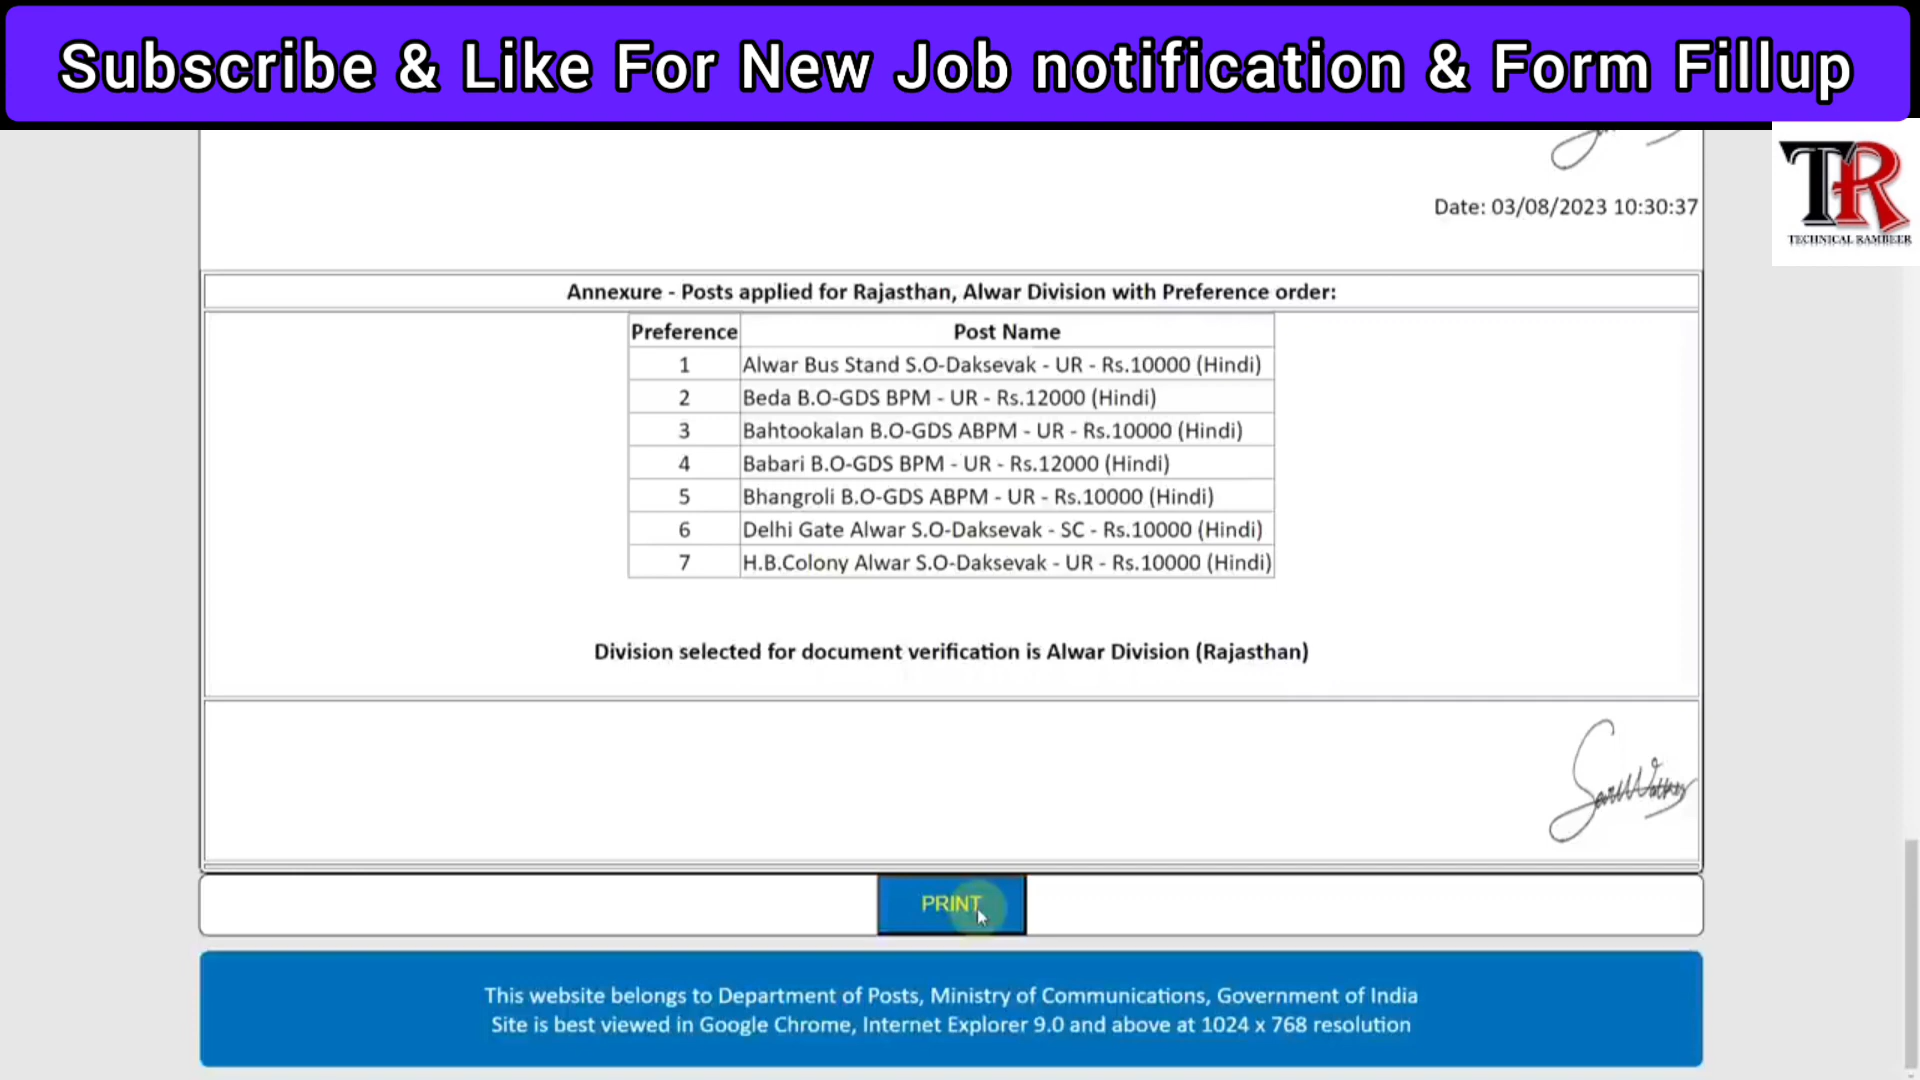 Subscribe & Like For New Job notification & Form Fillup
TR
TECHNICAL RAMBEER
Date: 03/08/2023 10:30:37
Annexure - Posts applied for Rajasthan, Alwar Division with Preference order:
Preference Post Name
1 Alwar Bus Stand S.O-Daksevak - UR - Rs.10000 (Hindi)
2 Beda B.O-GDS BPM - UR - Rs.12000 (Hindi)
3 Bahtookalan B.O-GDS ABPM - UR - Rs.10000 (Hindi)
4 Babari B.O-GDS BPM - UR - Rs.12000 (Hindi)
5 Bhangroli B.O-GDS ABPM - UR - Rs.10000 (Hindi)
6 Delhi Gate Alwar S.O-Daksevak - SC - Rs.10000 (Hindi)
7 H.B.Colony Alwar S.O-Daksevak - UR - Rs.10000 (Hindi)
Division selected for document verification is Alwar Division (Rajasthan)
PRINT
This website belongs to Department of Posts, Ministry of Communications, Government of India
Site is best viewed in Google Chrome, Internet Explorer 9.0 and above at 1024 x 768 resolution